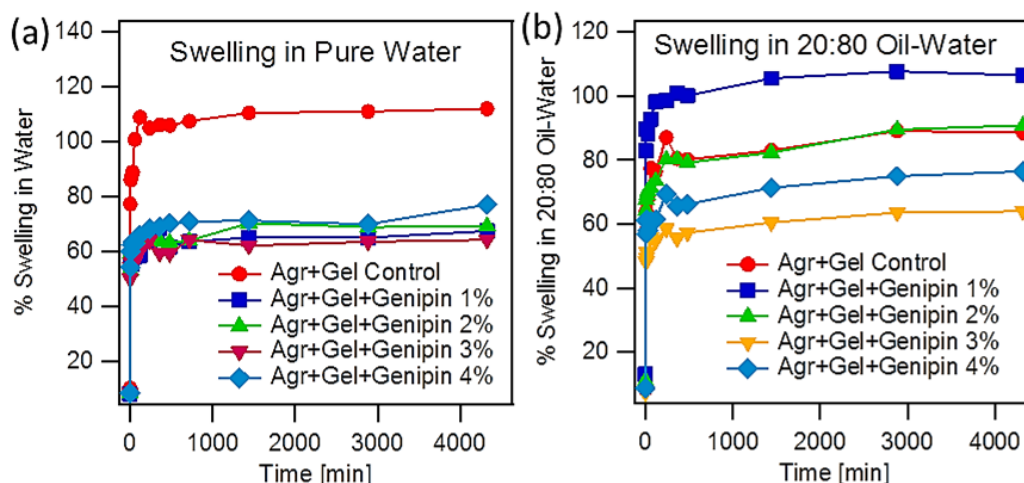 (a)
Swelling in Pure Water
% Swelling in Water
140
120
100
80
60
40
20
Agr+Gel Control
Agr+Gel+Genipin 1%
Agr+Gel+Genipin 2%
Agr+Gel+Genipin 3%
Agr+Gel+Genipin 4%
0
1000
2000
3000
4000
Time [min]
(b)
Swelling in 20:80 Oil-Water
% Swelling in 20:80 Oil-Water
120
100
80
60
40
20
Agr+Gel Control
Agr+Gel+Genipin 1%
Agr+Gel+Genipin 2%
Agr+Gel+Genipin 3%
Agr+Gel+Genipin 4%
0
1000
2000
3000
4000
Time [min]